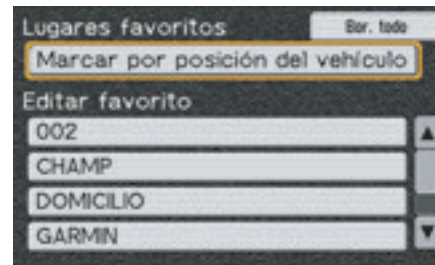 Lugares favoritos
Bor. todo
Marcar por posición del vehículo
Editar favorito
002
CHAMP
DOMICILIO
GARMIN